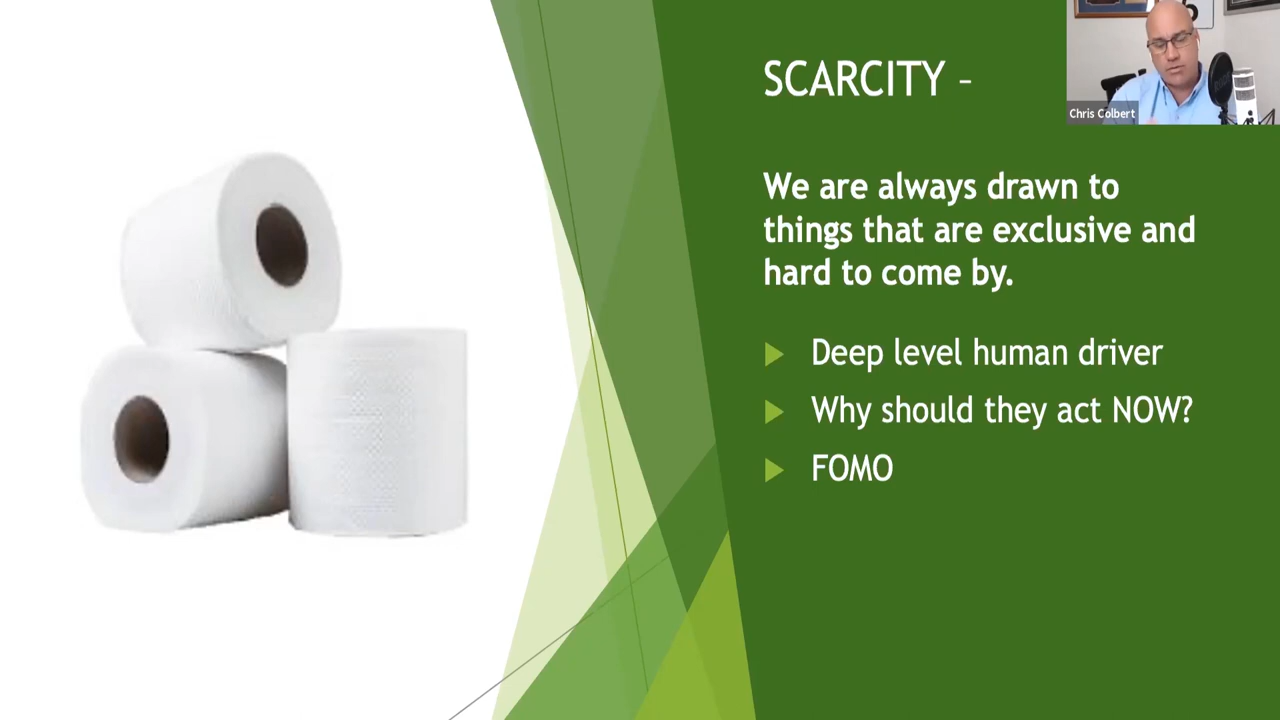 SCARCITY –
Chris Colbert
We are always drawn to
things that are exclusive and
hard to come by.
Deep level human driver
Why should they act NOW?
FOMO